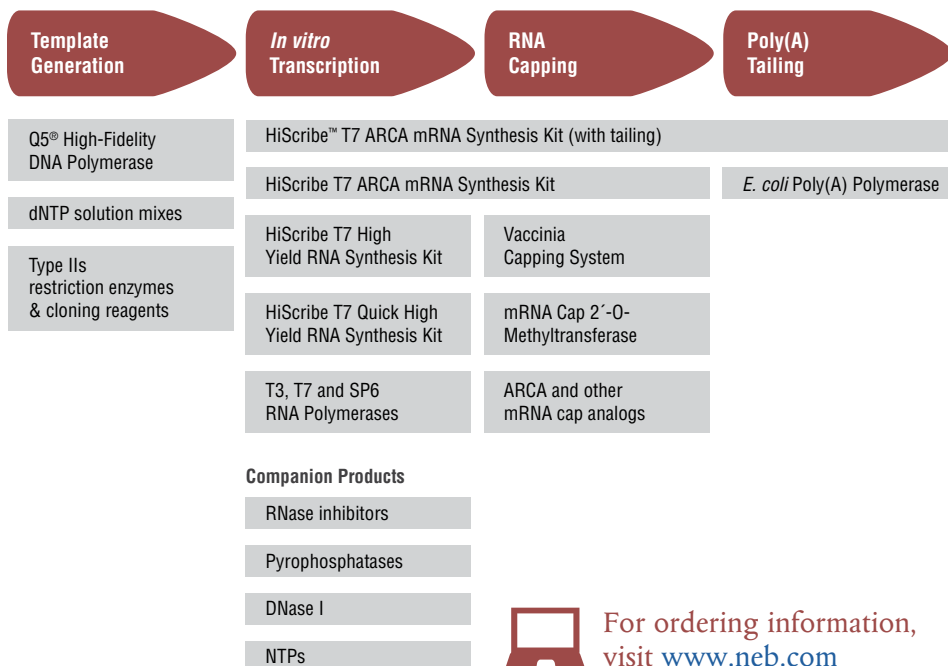 Template
Generation
In vitro
Transcription
RNA
Capping
Poly(A)
Tailing
Q5® High-Fidelity
DNA Polymerase
dNTP solution mixes
Type IIs
restriction enzymes
& cloning reagents
HiScribe™ T7 ARCA mRNA Synthesis Kit (with tailing)
HiScribe T7 ARCA mRNA Synthesis Kit
E. coli Poly(A) Polymerase
HiScribe T7 High
Yield RNA Synthesis Kit
Vaccinia
Capping System
HiScribe T7 Quick High
Yield RNA Synthesis Kit
mRNA Cap 2´-O-
Methyltransferase
T3, T7 and SP6
RNA Polymerases
ARCA and other
mRNA cap analogs
Companion Products
RNase inhibitors
Pyrophosphatases
DNase I
NTPs
For ordering information,
visit www.neb.com